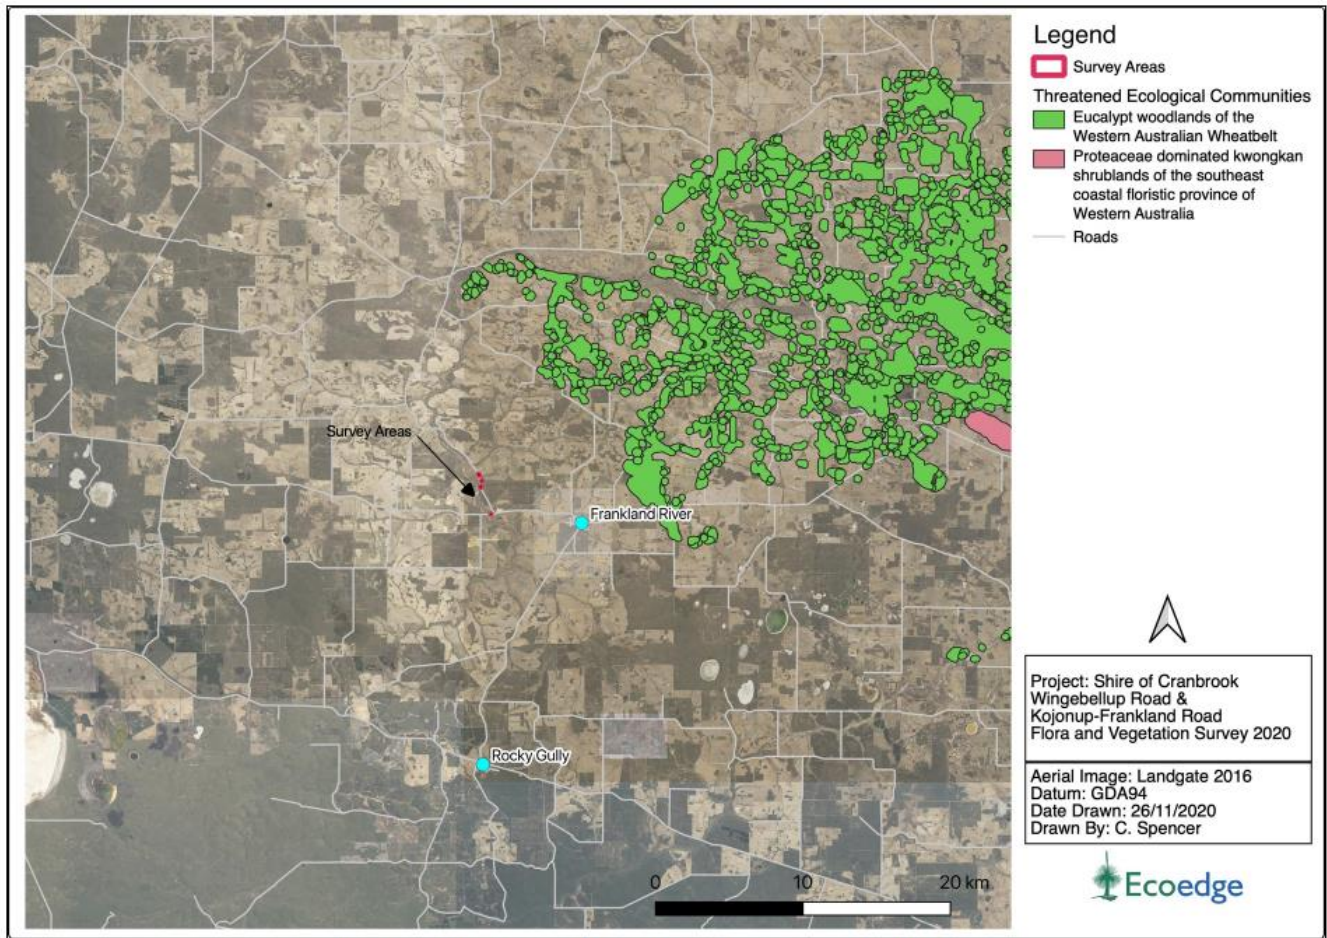 Legend
Survey Areas
Threatened Ecological Communities
Eucalypt woodlands of the
Western Australian Wheatbelt
Proteaceae dominated kwongkan
shrublands of the southeast
coastal floristic province of
Western Australia
Roads
Survey Areas
Frankland River
Rocky Gully
0 10 20 km
Project: Shire of Cranbrook
Wingebellup Road &
Kojonup-Frankland Road
Flora and Vegetation Survey 2020
Aerial Image: Landgate 2016
Datum: GDA94
Date Drawn: 26/11/2020
Drawn By: C. Spencer
Ecoedge